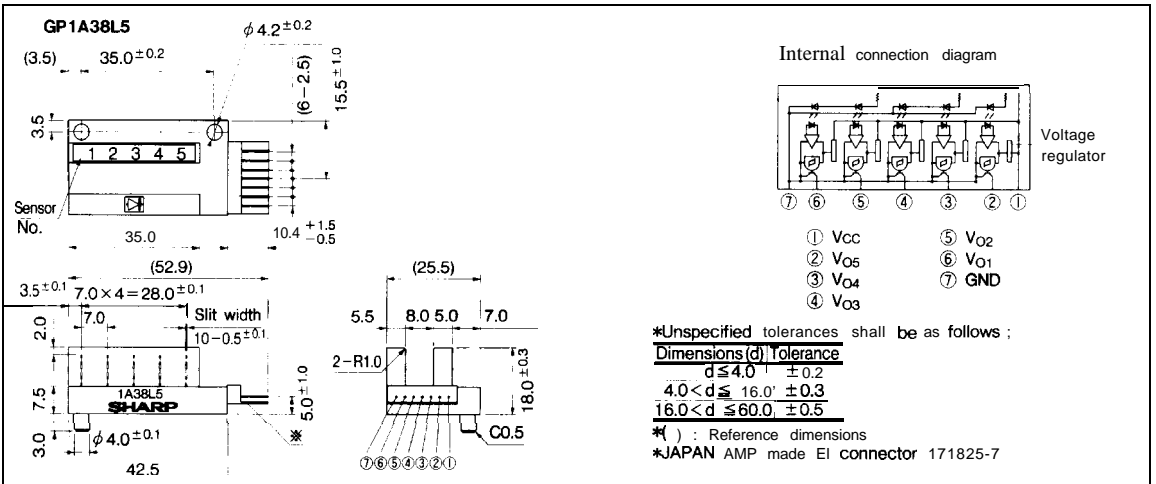 GP1A38L5
(3.5) 35.0±0.2
φ4.2±0.2
(6-2.5)
15.5±1.0
3.5
1 2 3 4 5
Sensor No.
35.0
10.4 +1.5 −0.5
(52.9)
3.5±0.1
7.0×4=28.0±0.1
7.0
Slit width
10-0.5±0.1
2.0
7.5
3.0
1A38L5
SHARP
5.0±1.0
※
φ4.0±0.1
42.5
(25.5)
5.5 8.0 5.0 7.0
2-R1.0
18.0±0.3
C0.5
⑦⑥⑤④③②①
Internal connection diagram
Voltage regulator
⑦ ⑥ ⑤ ④ ③ ② ①
① VCC ⑤ VO2
② VO5 ⑥ VO1
③ VO4 ⑦ GND
④ VO3
*Unspecified tolerances shall be as follows ;
Dimensions(d) Tolerance
d≦4.0 ±0.2
4.0<d≦ 16.0' ±0.3
16.0<d ≦60.0 ±0.5
*( ) : Reference dimensions
*JAPAN AMP made EI connector 171825-7